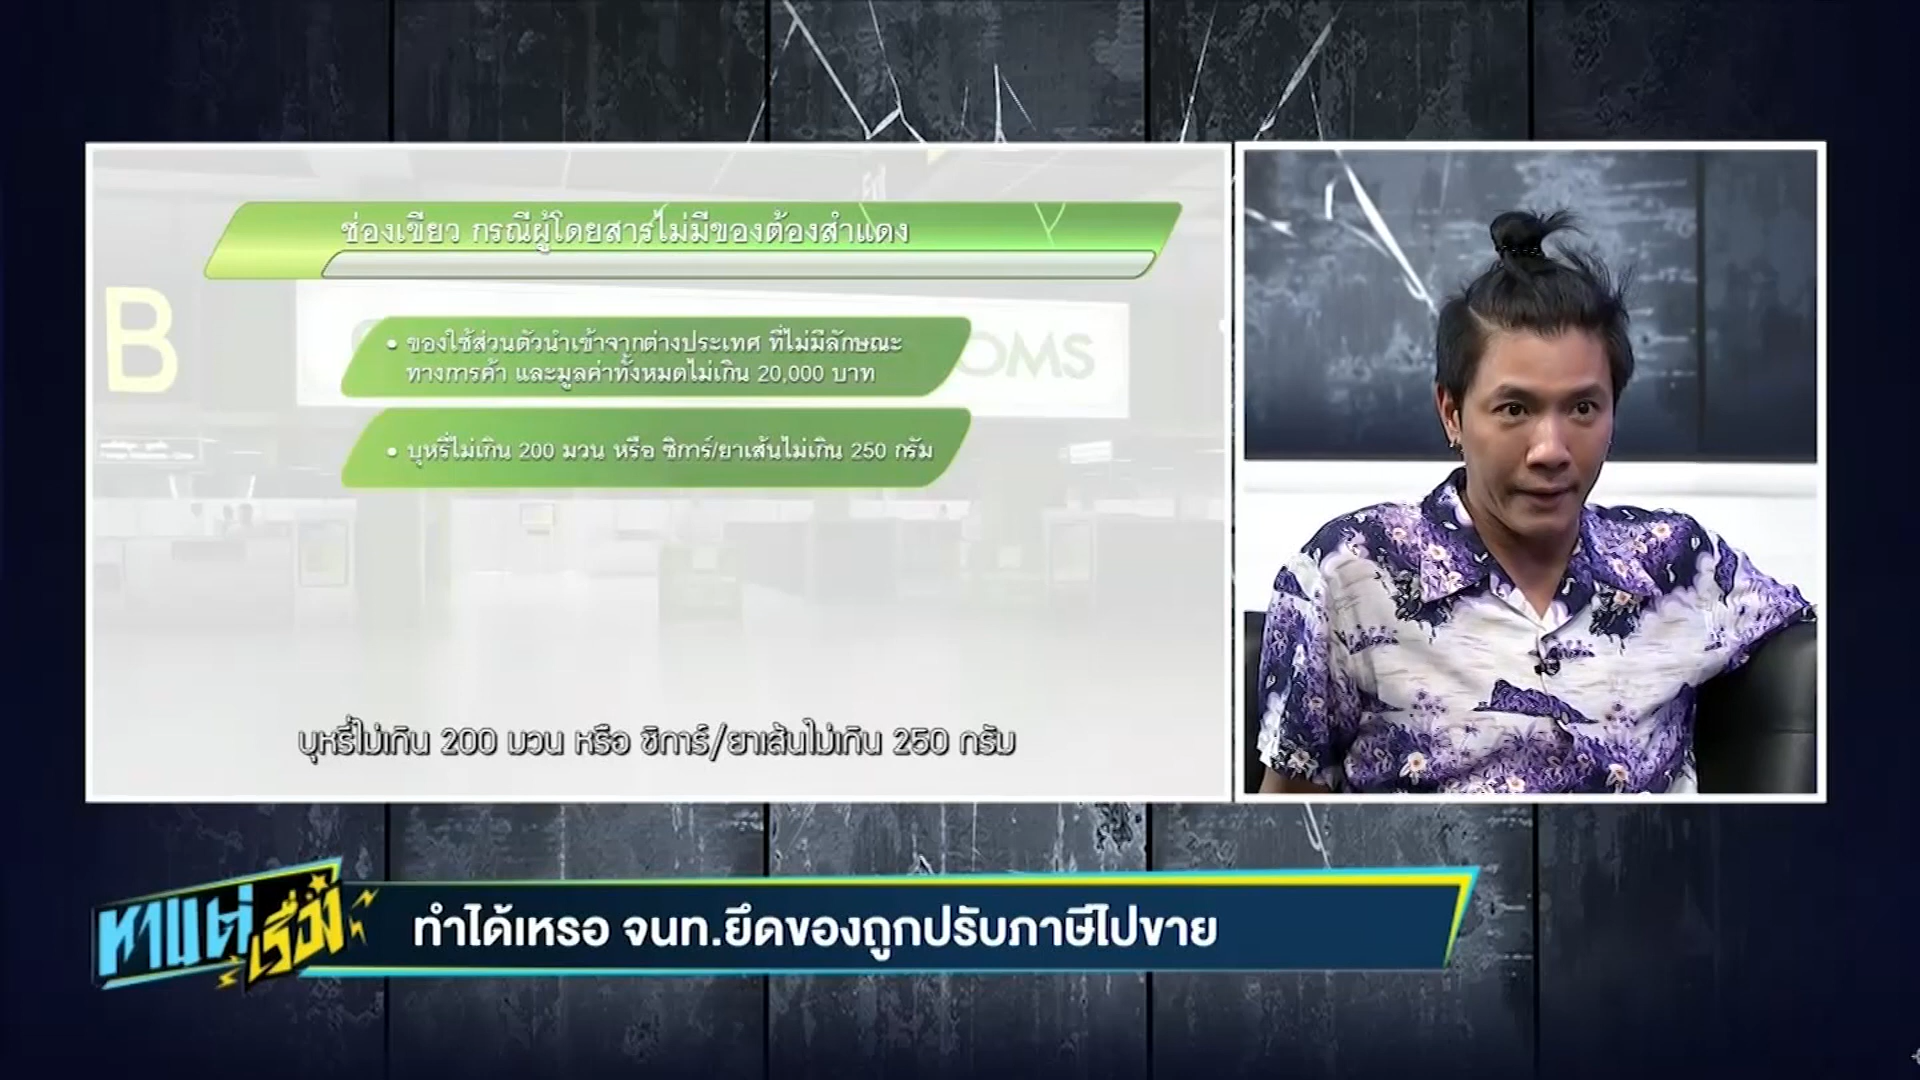 ช่องเขียว กรณีผู้โดยสารไม่มีของต้องสำแดง
B
OMS
• ของใช้ส่วนตัวนำเข้าจากต่างประเทศ ที่ไม่มีลักษณะ
ทางการค้า และมูลค่าทั้งหมดไม่เกิน 20,000 บาท
• บุหรี่ไม่เกิน 200 มวน หรือ ซิการ์/ยาเส้นไม่เกิน 250 กรัม
บุหรี่ไม่เกิน 200 มวน หรือ ซิการ์/ยาเส้นไม่เกิน 250 กรัม
หาแต่เรื่อง
ทำได้เหรอ จนท.ยึดของถูกปรับภาษีไปขาย